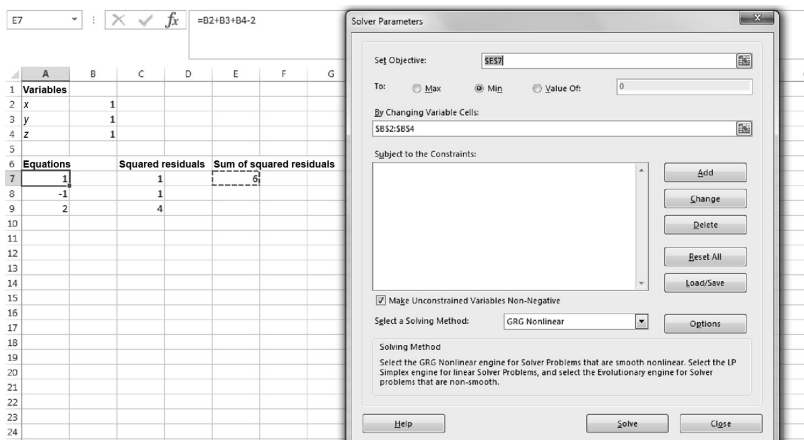 E7 fx =B2+B3+B4-2
A B C D E F G
1 Variables
2 x 1
3 y 1
4 z 1
5
6 Equations Squared residuals Sum of squared residuals
7 1 1 6
8 -1 1
9 2 4
10
11
12
13
14
15
16
17
18
19
20
21
22
23
24
Solver Parameters
Set Objective: $E$7
To: Max Min Value Of: 0
By Changing Variable Cells:
$B$2:$B$4
Subject to the Constraints:
Add
Change
Delete
Reset All
Load/Save
Make Unconstrained Variables Non-Negative
Select a Solving Method: GRG Nonlinear Options
Solving Method
Select the GRG Nonlinear engine for Solver Problems that are smooth nonlinear. Select the LP
Simplex engine for linear Solver Problems, and select the Evolutionary engine for Solver
problems that are non-smooth.
Help Solve Close